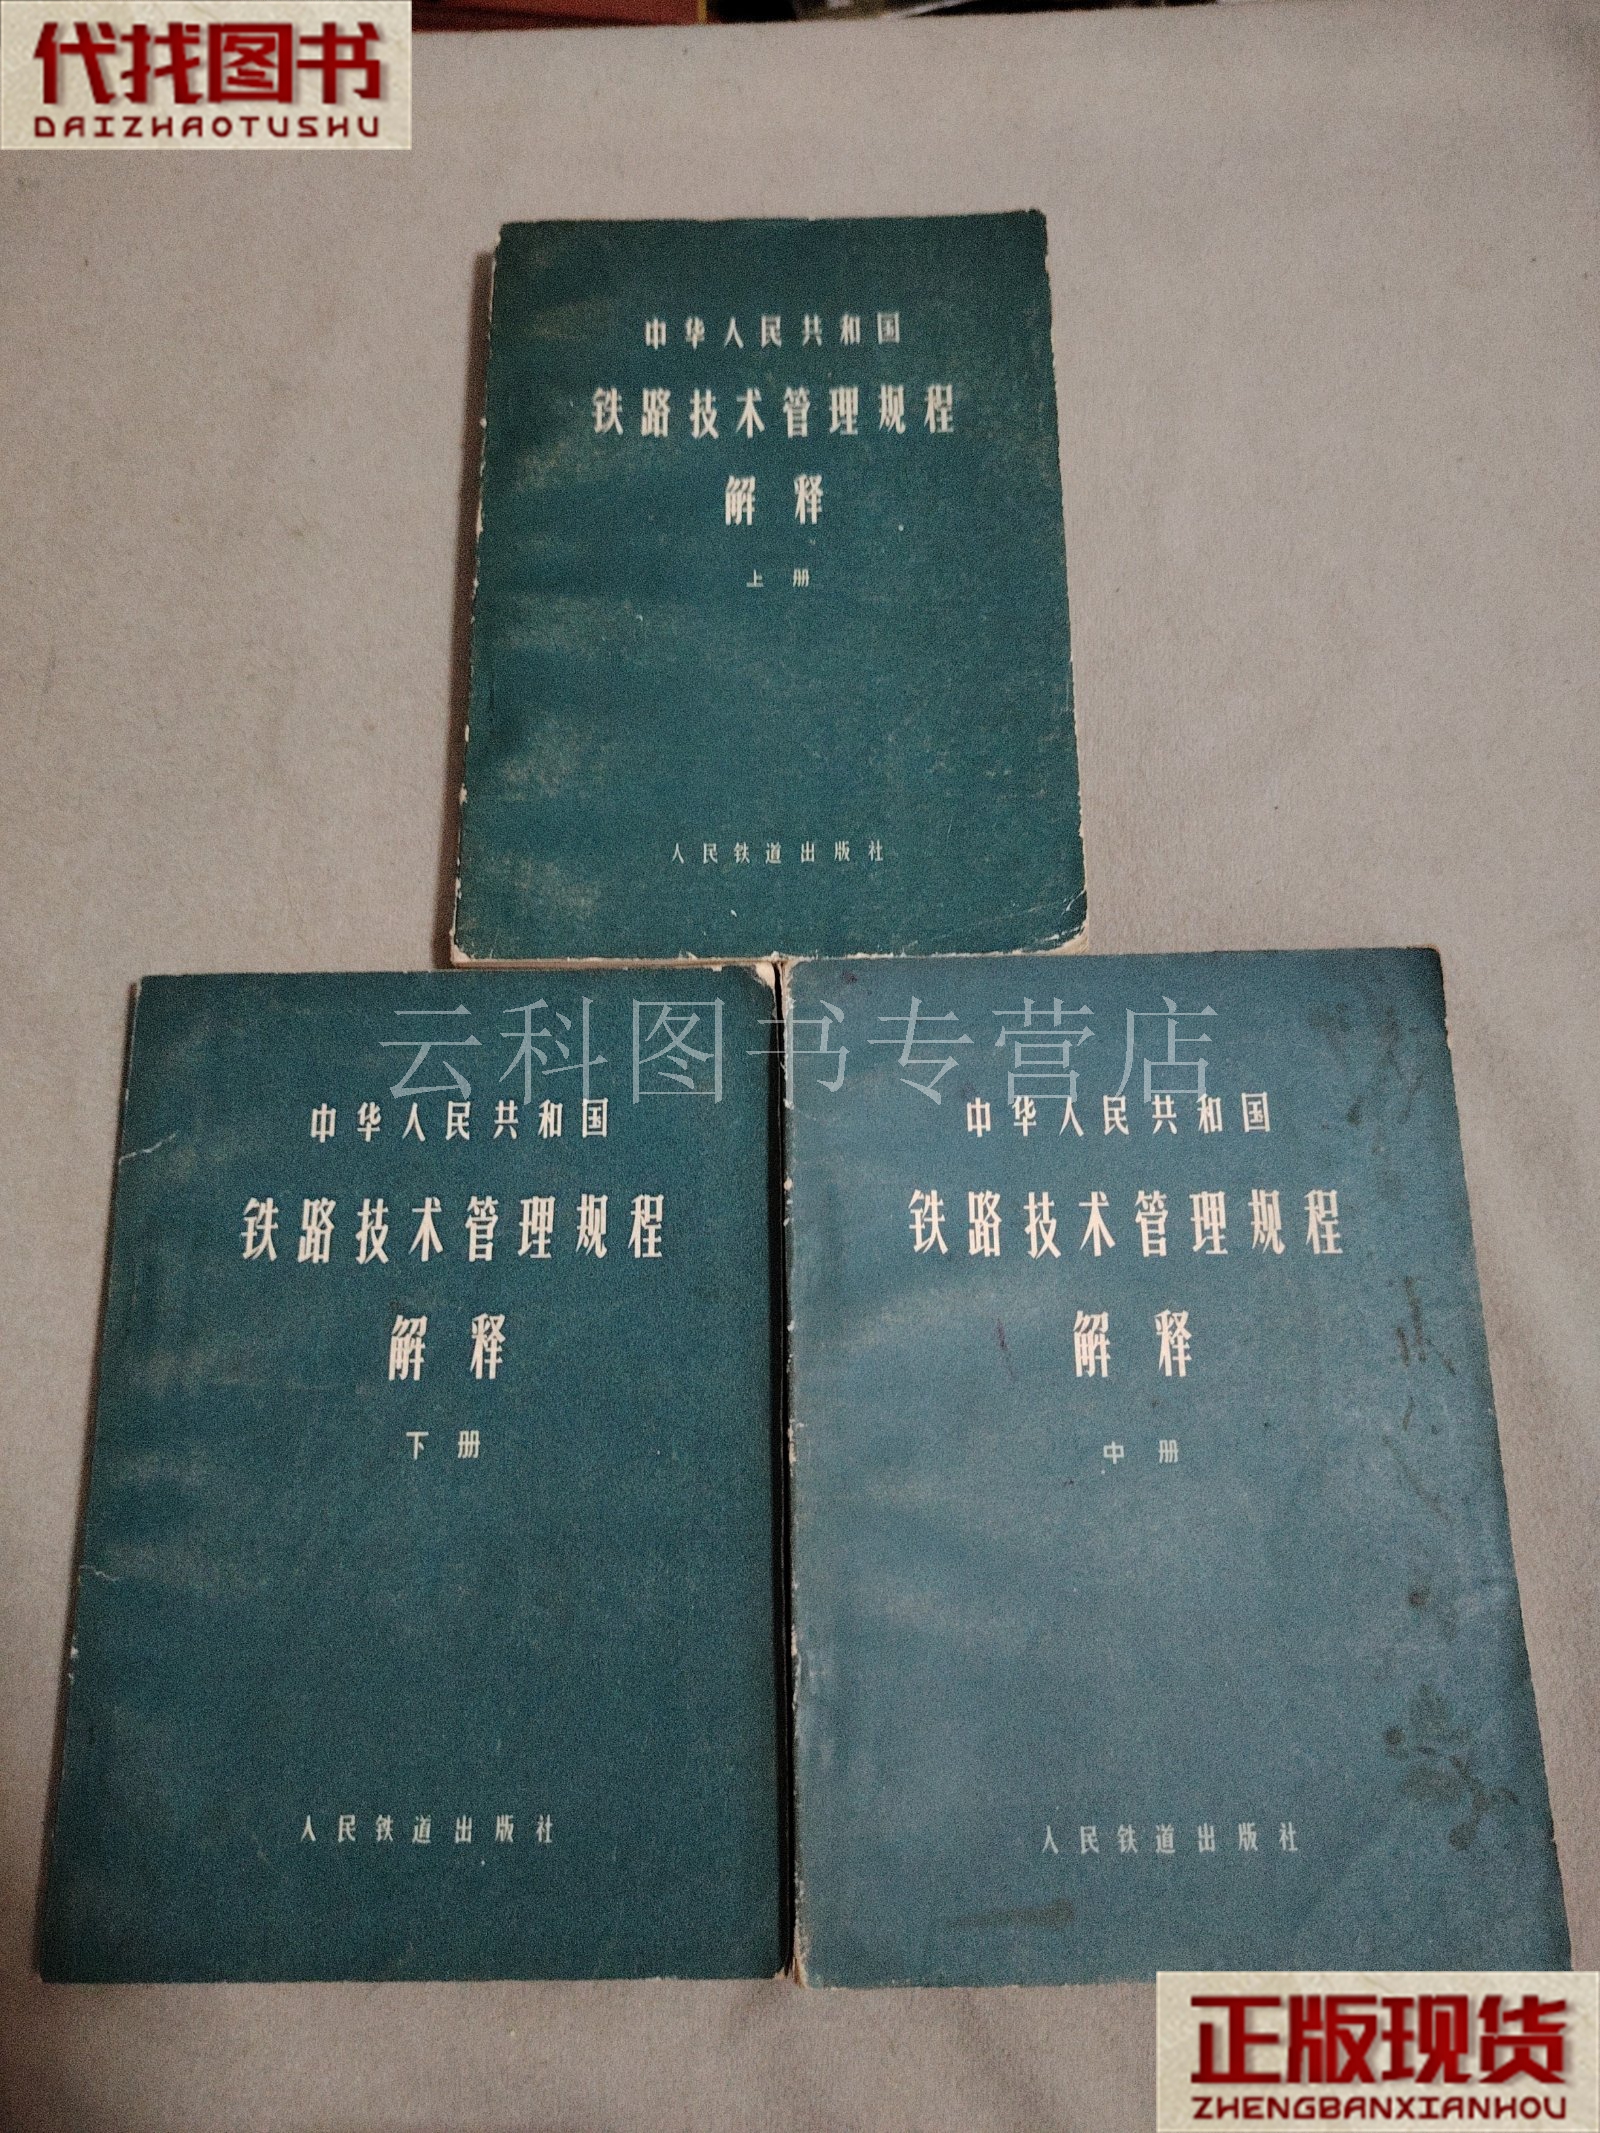 代找图书
DAIZHAOTUSHU
中华人民共和国
铁路技术管理规程
解释
上册
人民铁道出版社
云科图书专营店
中华人民共和国
铁路技术管理规程
解释
下册
人民铁道出版社
中华人民共和国
铁路技术管理规程
解释
中册
人民铁道出版社
正版现货
ZHENGBANXIANHOU